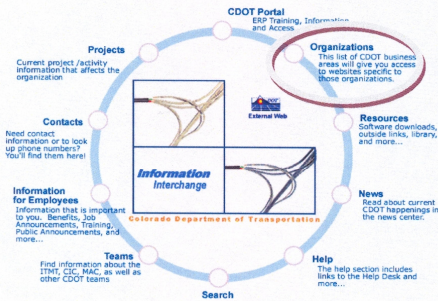 CDOT Portal
ERP Training, Information
and Access
Organizations
This list of CDOT business
areas will give you access
to websites specific to
those organizations.
Resources
Software downloads,
outside links, library,
and more...
News
Read about current
CDOT happenings in
the news center.
Help
The help section includes
links to the Help Desk and
more...
Search
Teams
Find information about the
ITMT, CIC, MAC, as well as
other CDOT teams
Information
for Employees
Information that is important
to you. Benefits, Job
Announcements, Training,
Public Announcements, and
more...
Contacts
Need contact
information or to look
up phone numbers?
You'll find them here!
Projects
Current project /activity
information that affects the
organization
External Web
Information
Interchange
Colorado Department of Transportation